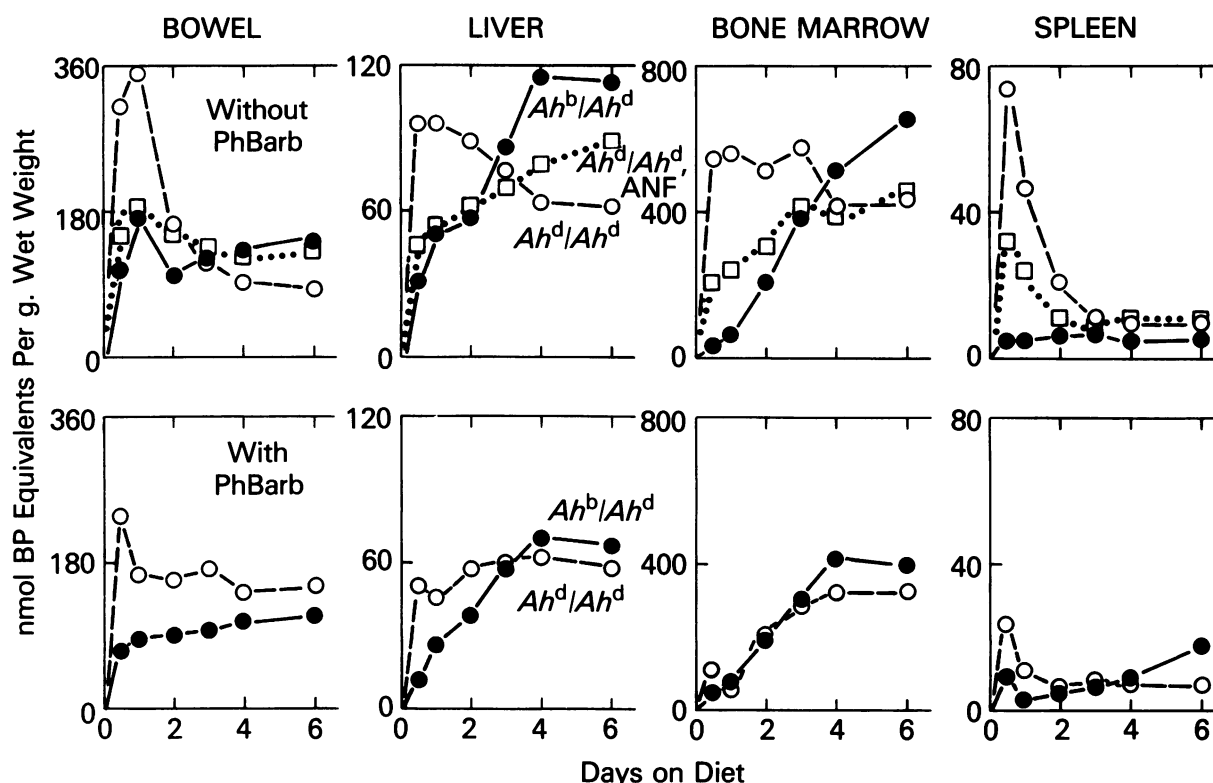 BOWEL
LIVER
BONE MARROW
SPLEEN
nmol BP Equivalents Per g. Wet Weight
360
180
0
Without
PhBarb
120
60
0
Ahᵇ/Ahᵈ
Ahᵈ/Ahᵈ,
ANF
Ahᵈ/Ahᵈ
800
400
0
80
40
0
360
180
0
With
PhBarb
0 2 4 6
120
60
0
Ahᵇ/Ahᵈ
Ahᵈ/Ahᵈ
0 2 4 6
800
400
0
0 2 4 6
80
40
0
0 2 4 6
Days on Diet